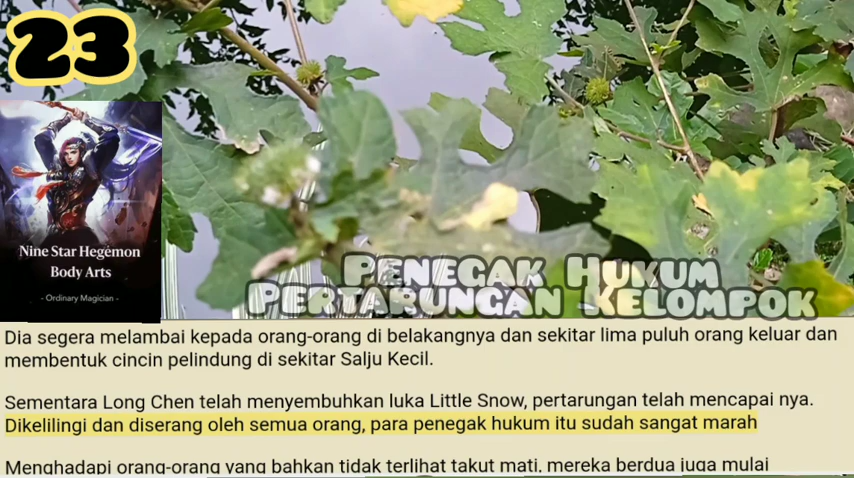 23
Nine Star Hegemon
Body Arts
- Ordinary Magician -
Penegak Hukum
Pertarungan Kelompok
Dia segera melambai kepada orang-orang di belakangnya dan sekitar lima puluh orang keluar dan
membentuk cincin pelindung di sekitar Salju Kecil.
Sementara Long Chen telah menyembuhkan luka Little Snow, pertarungan telah mencapai nya.
Dikelilingi dan diserang oleh semua orang, para penegak hukum itu sudah sangat marah
Menghadapi orang-orang yang bahkan tidak terlihat takut mati, mereka berdua juga mulai